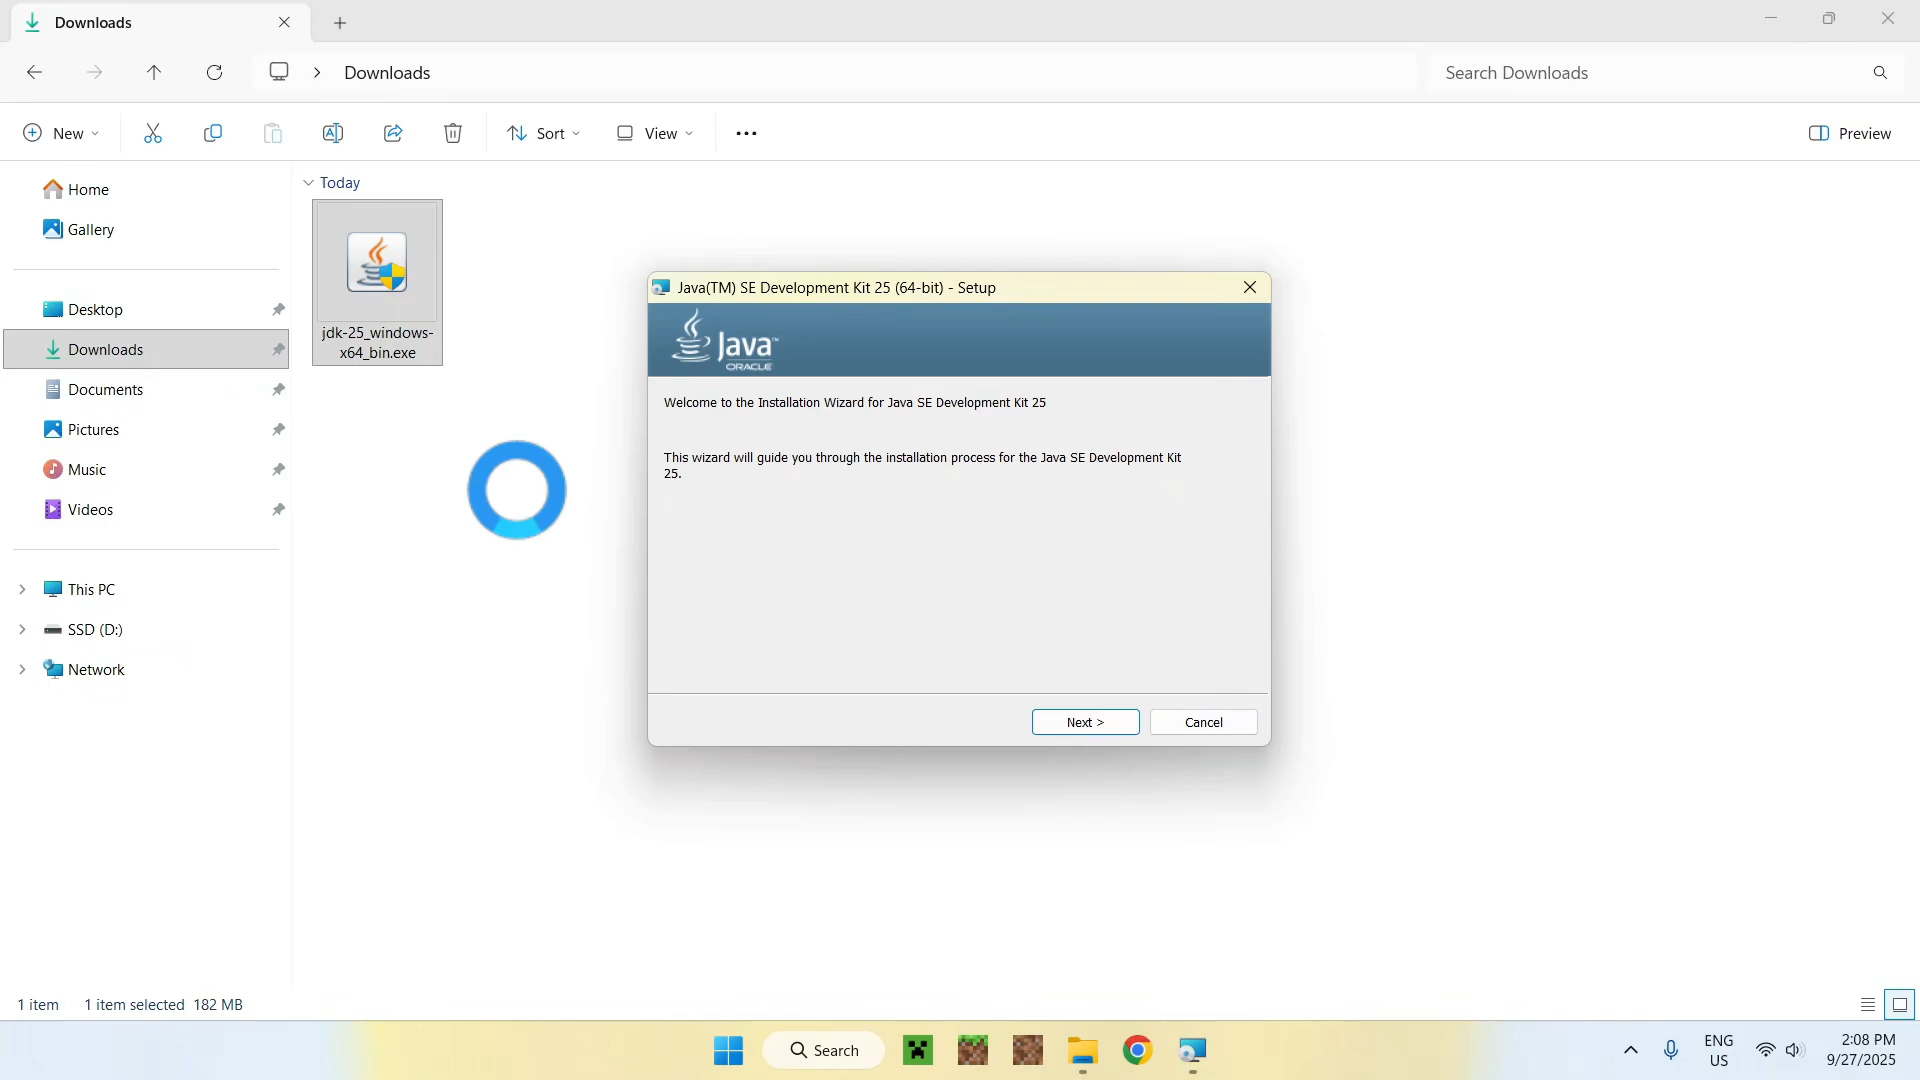 Downloads
Downloads
Search Downloads
New
Sort
View
Preview
Home
Gallery
Desktop
Downloads
Documents
Pictures
Music
Videos
This PC
SSD (D:)
Network
Today
jdk-25_windows-
x64_bin.exe
Java(TM) SE Development Kit 25 (64-bit) - Setup
Java™
ORACLE
Welcome to the Installation Wizard for Java SE Development Kit 25
This wizard will guide you through the installation process for the Java SE Development Kit
25.
Next >
Cancel
1 item
1 item selected 182 MB
Search
ENG
US
2:08 PM
9/27/2025